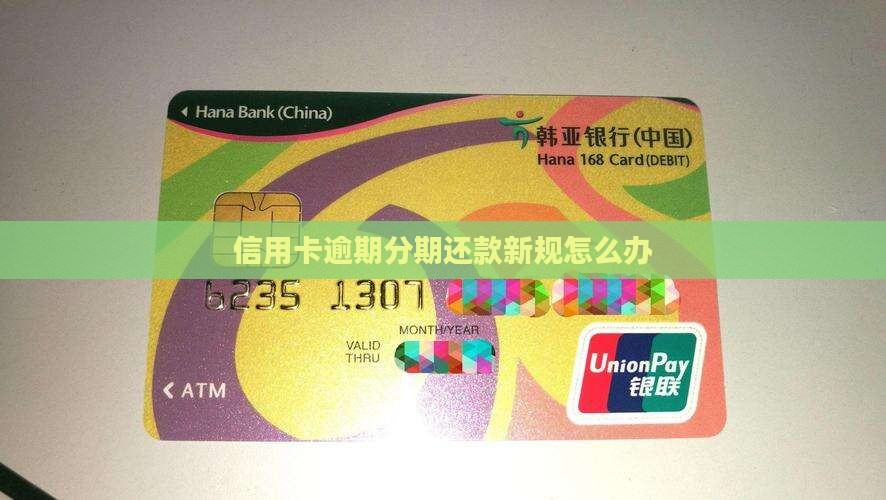 Hana Bank (China)
韩亚银行(中国)
Hana 168 Card(DEBIT)
信用卡逾期分期还款新规怎么办
6235 1307
MONTH/YEAR
VALID
THRU
ATM
UnionPay
银联